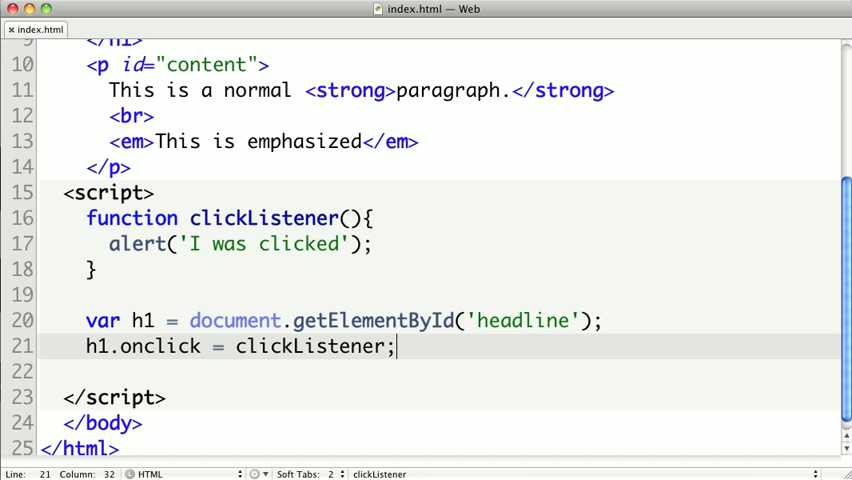 index.html — Web
index.html
9 </h1>
10 <p id="content">
11 This is a normal <strong>paragraph.</strong>
12 <br>
13 <em>This is emphasized</em>
14 </p>
15 <script>
16 function clickListener(){
17 alert('I was clicked');
18 }
19
20 var h1 = document.getElementById('headline');
21 h1.onclick = clickListener;
22
23 </script>
24 </body>
25 </html>
Line: 21 Column: 32 HTML Soft Tabs: 2 clickListener